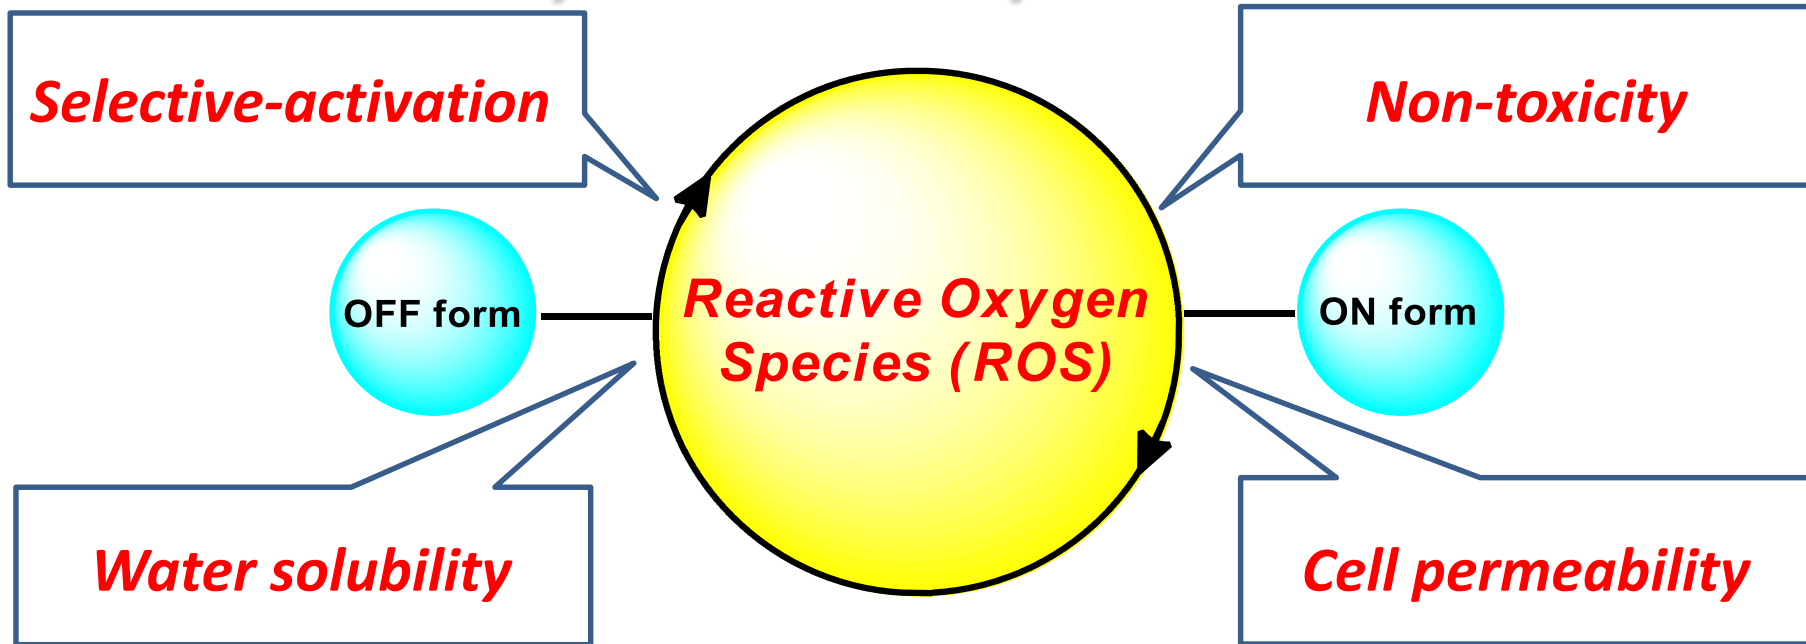 Selective-activation
Non-toxicity
OFF form
Reactive Oxygen
Species (ROS)
ON form
Water solubility
Cell permeability